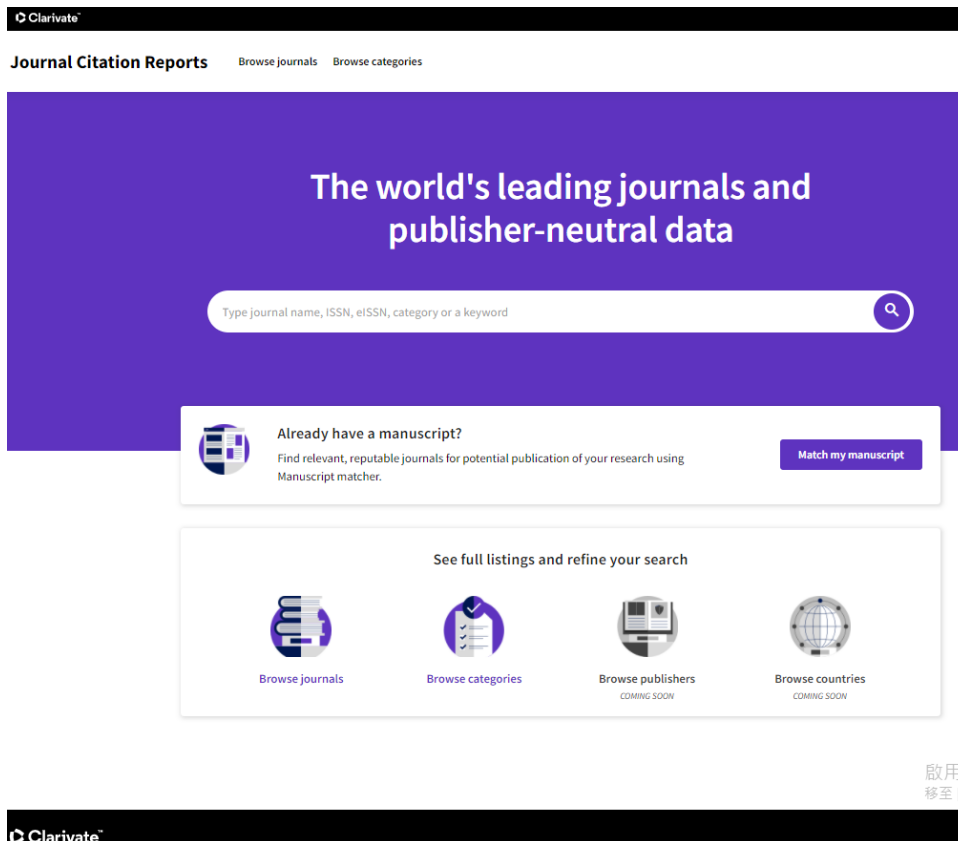 Clarivate™
Journal Citation Reports Browse journals Browse categories
The world's leading journals and
publisher-neutral data
Type journal name, ISSN, eISSN, category or a keyword
Already have a manuscript?
Find relevant, reputable journals for potential publication of your research using
Manuscript matcher.
Match my manuscript
See full listings and refine your search
Browse journals Browse categories Browse publishers Browse countries
COMING SOON COMING SOON
啟用
移至
Clarivate™